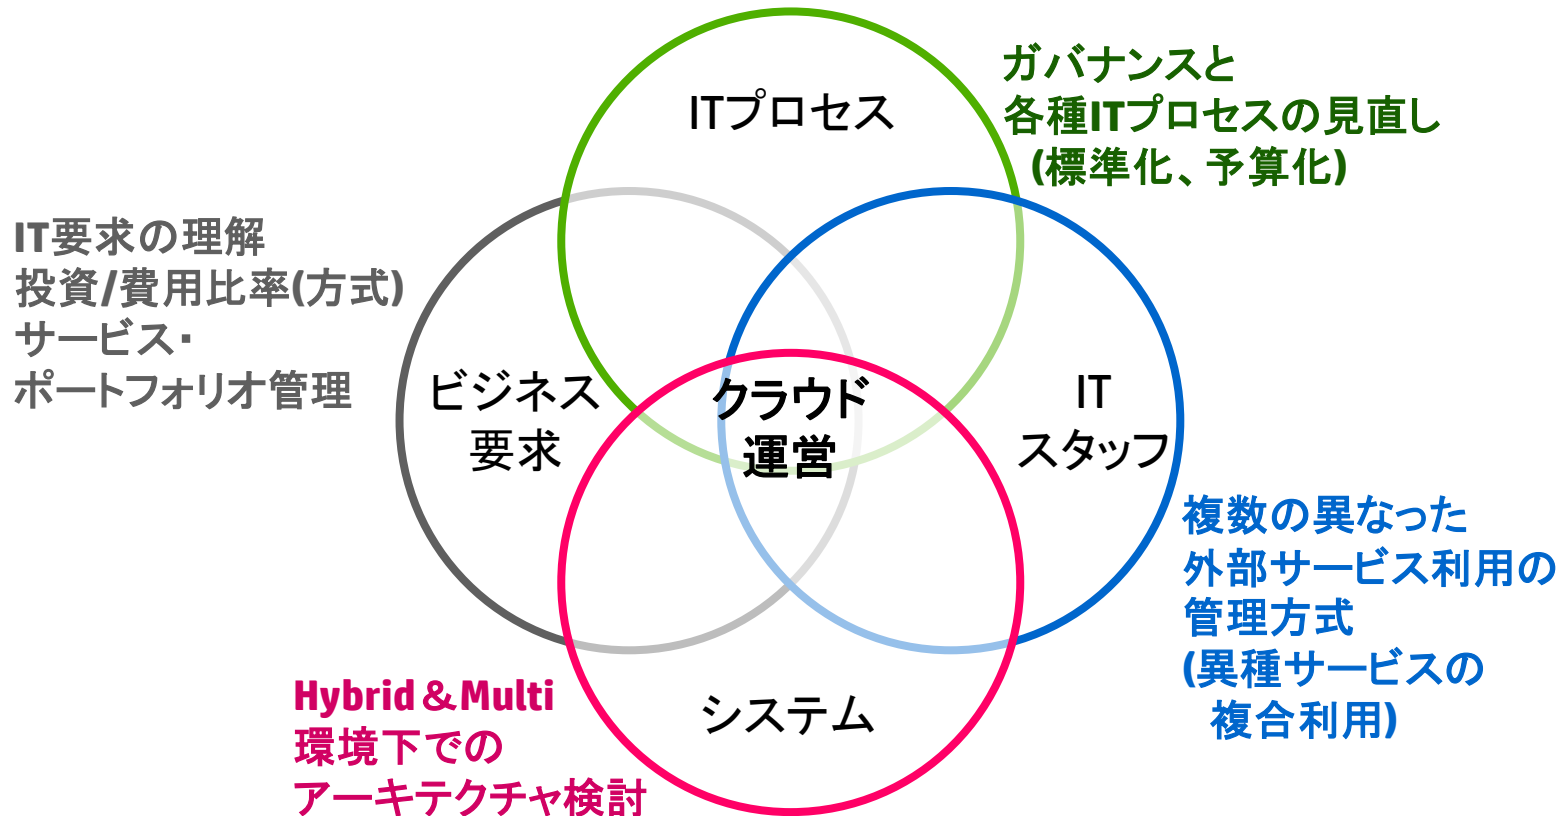 ITプロセス
ガバナンスと
各種ITプロセスの見直し
(標準化、予算化)
IT要求の理解
投資/費用比率(方式)
サービス・
ポートフォリオ管理
ビジネス
要求
クラウド
運営
IT
スタッフ
複数の異なった
外部サービス利用の
管理方式
(異種サービスの
複合利用)
Hybrid&Multi
環境下での
アーキテクチャ検討
システム